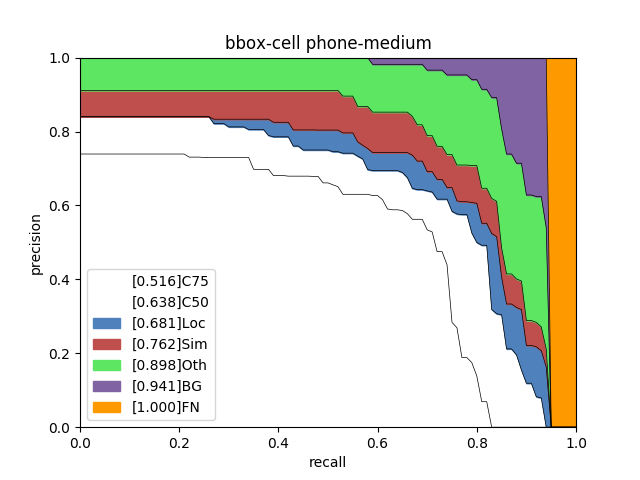 bbox-cell phone-medium
precision
1.0
0.8
0.6
0.4
0.2
0.0
[0.516]C75
[0.638]C50
[0.681]Loc
[0.762]Sim
[0.898]Oth
[0.941]BG
[1.000]FN
0.0 0.2 0.4 0.6 0.8 1.0
recall